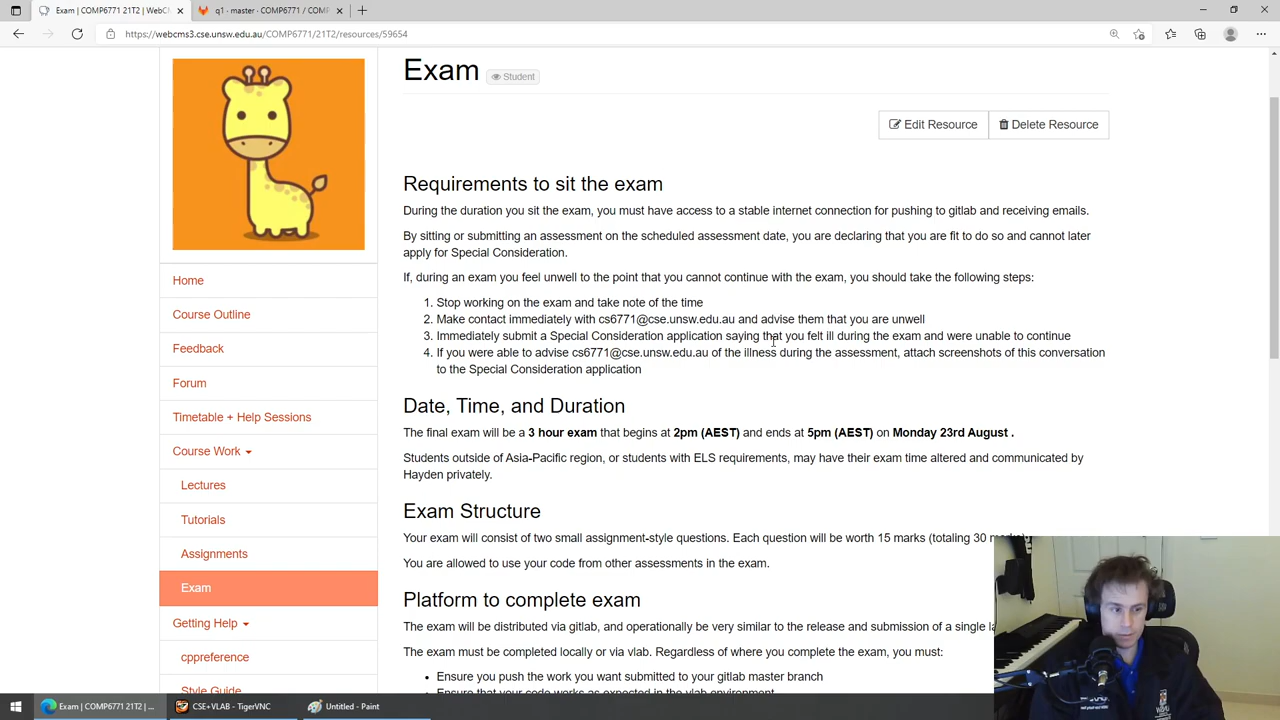 Exam | COMP6771 21T2 | WebC
q1 · master · COMP6771 / COMP
https://webcms3.cse.unsw.edu.au/COMP6771/21T2/resources/59654
Exam
Student
Edit Resource
Delete Resource
Requirements to sit the exam
During the duration you sit the exam, you must have access to a stable internet connection for pushing to gitlab and receiving emails.
By sitting or submitting an assessment on the scheduled assessment date, you are declaring that you are fit to do so and cannot later
apply for Special Consideration.
If, during an exam you feel unwell to the point that you cannot continue with the exam, you should take the following steps:
1. Stop working on the exam and take note of the time
2. Make contact immediately with cs6771@cse.unsw.edu.au and advise them that you are unwell
3. Immediately submit a Special Consideration application saying that you felt ill during the exam and were unable to continue
4. If you were able to advise cs6771@cse.unsw.edu.au of the illness during the assessment, attach screenshots of this conversation
to the Special Consideration application
Date, Time, and Duration
The final exam will be a 3 hour exam that begins at 2pm (AEST) and ends at 5pm (AEST) on Monday 23rd August .
Students outside of Asia-Pacific region, or students with ELS requirements, may have their exam time altered and communicated by
Hayden privately.
Exam Structure
Your exam will consist of two small assignment-style questions. Each question will be worth 15 marks (totaling 30 marks)
You are allowed to use your code from other assessments in the exam.
Platform to complete exam
The exam will be distributed via gitlab, and operationally be very similar to the release and submission of a single la
The exam must be completed locally or via vlab. Regardless of where you complete the exam, you must:
• Ensure you push the work you want submitted to your gitlab master branch
• Ensure that your code works as expected in the vlab environment
Home
Course Outline
Feedback
Forum
Timetable + Help Sessions
Course Work
Lectures
Tutorials
Assignments
Exam
Getting Help
cppreference
Style Guide
Exam | COMP6771 21T2 | ...
CSE+VLAB - TigerVNC
Untitled - Paint